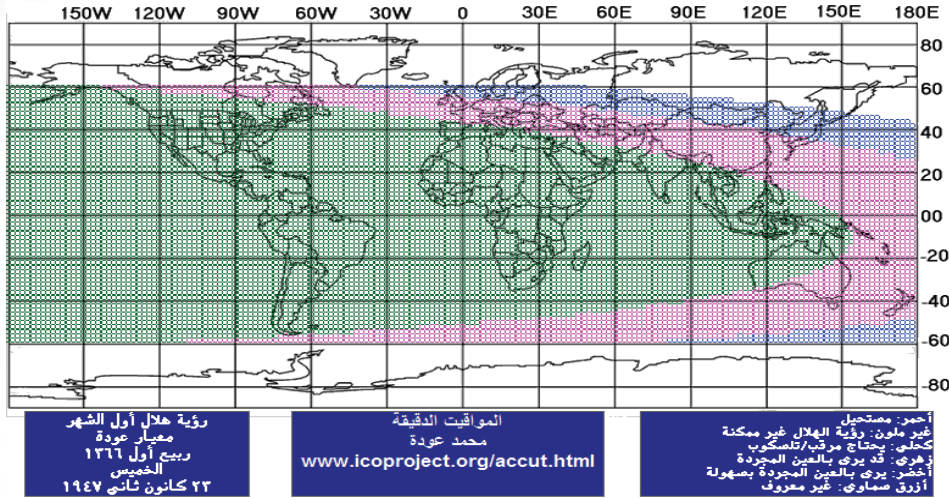 150W 120W 90W 60W 30W 0 30E 60E 90E 120E 150E 180E
80
60
40
20
00
-20
-40
-60
-80
رؤية هلال أول الشهر
معيار عودة
ربيع أول ١٣٦٦
الخميس
٢٣ كانون ثاني ١٩٤٧
المواقيت الدقيقة
محمد عودة
www.icoproject.org/accut.html
أحمر: مستحيل
غير ملون: رؤية الهلال غير ممكنة
كحلي: يحتاج مرقب/تلسكوب
زهري: قد يرى بالعين المجردة
أخضر: يرى بالعين المجردة بصهولة
أزرق سماوي: غير معروف